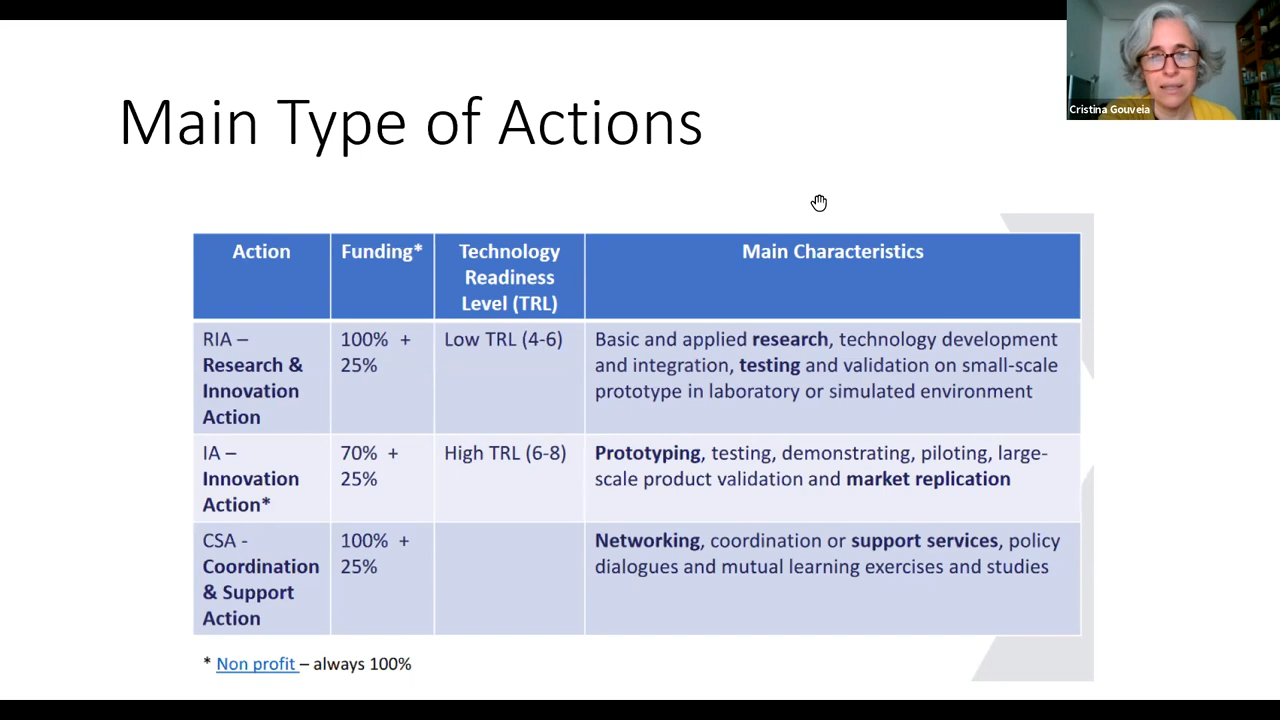 Cristina Gouveia
Main Type of Actions
Action
Funding*
Technology
Readiness
Level (TRL)
Main Characteristics
RIA –
Research &
Innovation
Action
100% +
25%
Low TRL (4-6)
Basic and applied research, technology development
and integration, testing and validation on small-scale
prototype in laboratory or simulated environment
IA –
Innovation
Action*
70% +
25%
High TRL (6-8)
Prototyping, testing, demonstrating, piloting, large-
scale product validation and market replication
CSA -
Coordination
& Support
Action
100% +
25%
Networking, coordination or support services, policy
dialogues and mutual learning exercises and studies
* Non profit – always 100%